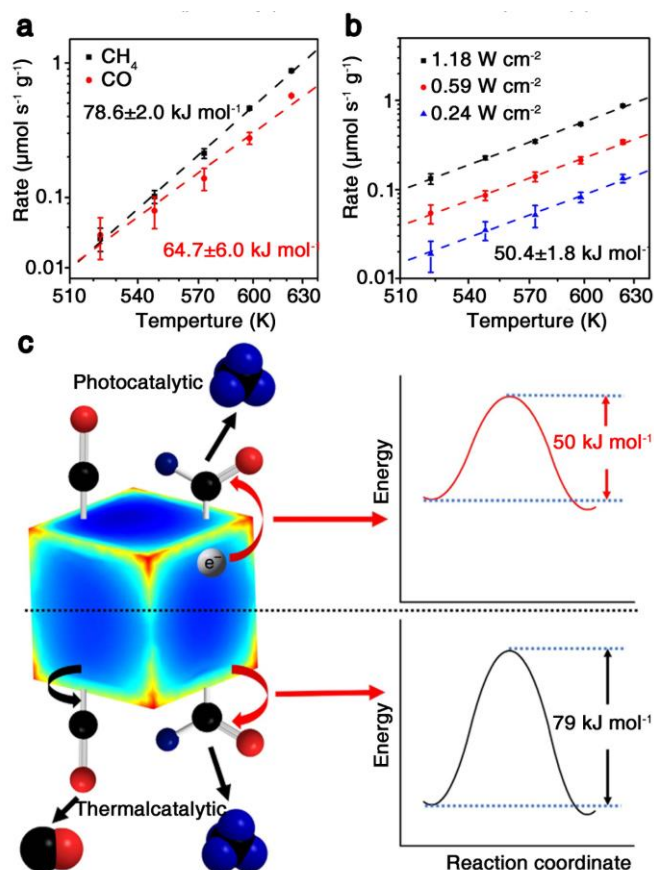 a
CH₄
CO
78.6±2.0 kJ mol⁻¹
64.7±6.0 kJ mol⁻¹
Rate (μmol s⁻¹ g⁻¹)
1
0.1
0.01
510
540
570
600
630
Temperture (K)
b
1.18 W cm⁻²
0.59 W cm⁻²
0.24 W cm⁻²
50.4±1.8 kJ mol⁻¹
Rate (μmol s⁻¹ g⁻¹)
10
1
0.1
0.01
510
540
570
600
630
Temperture (K)
c
Photocatalytic
e⁻
Thermalcatalytic
Energy
50 kJ mol⁻¹
Energy
79 kJ mol⁻¹
Reaction coordinate